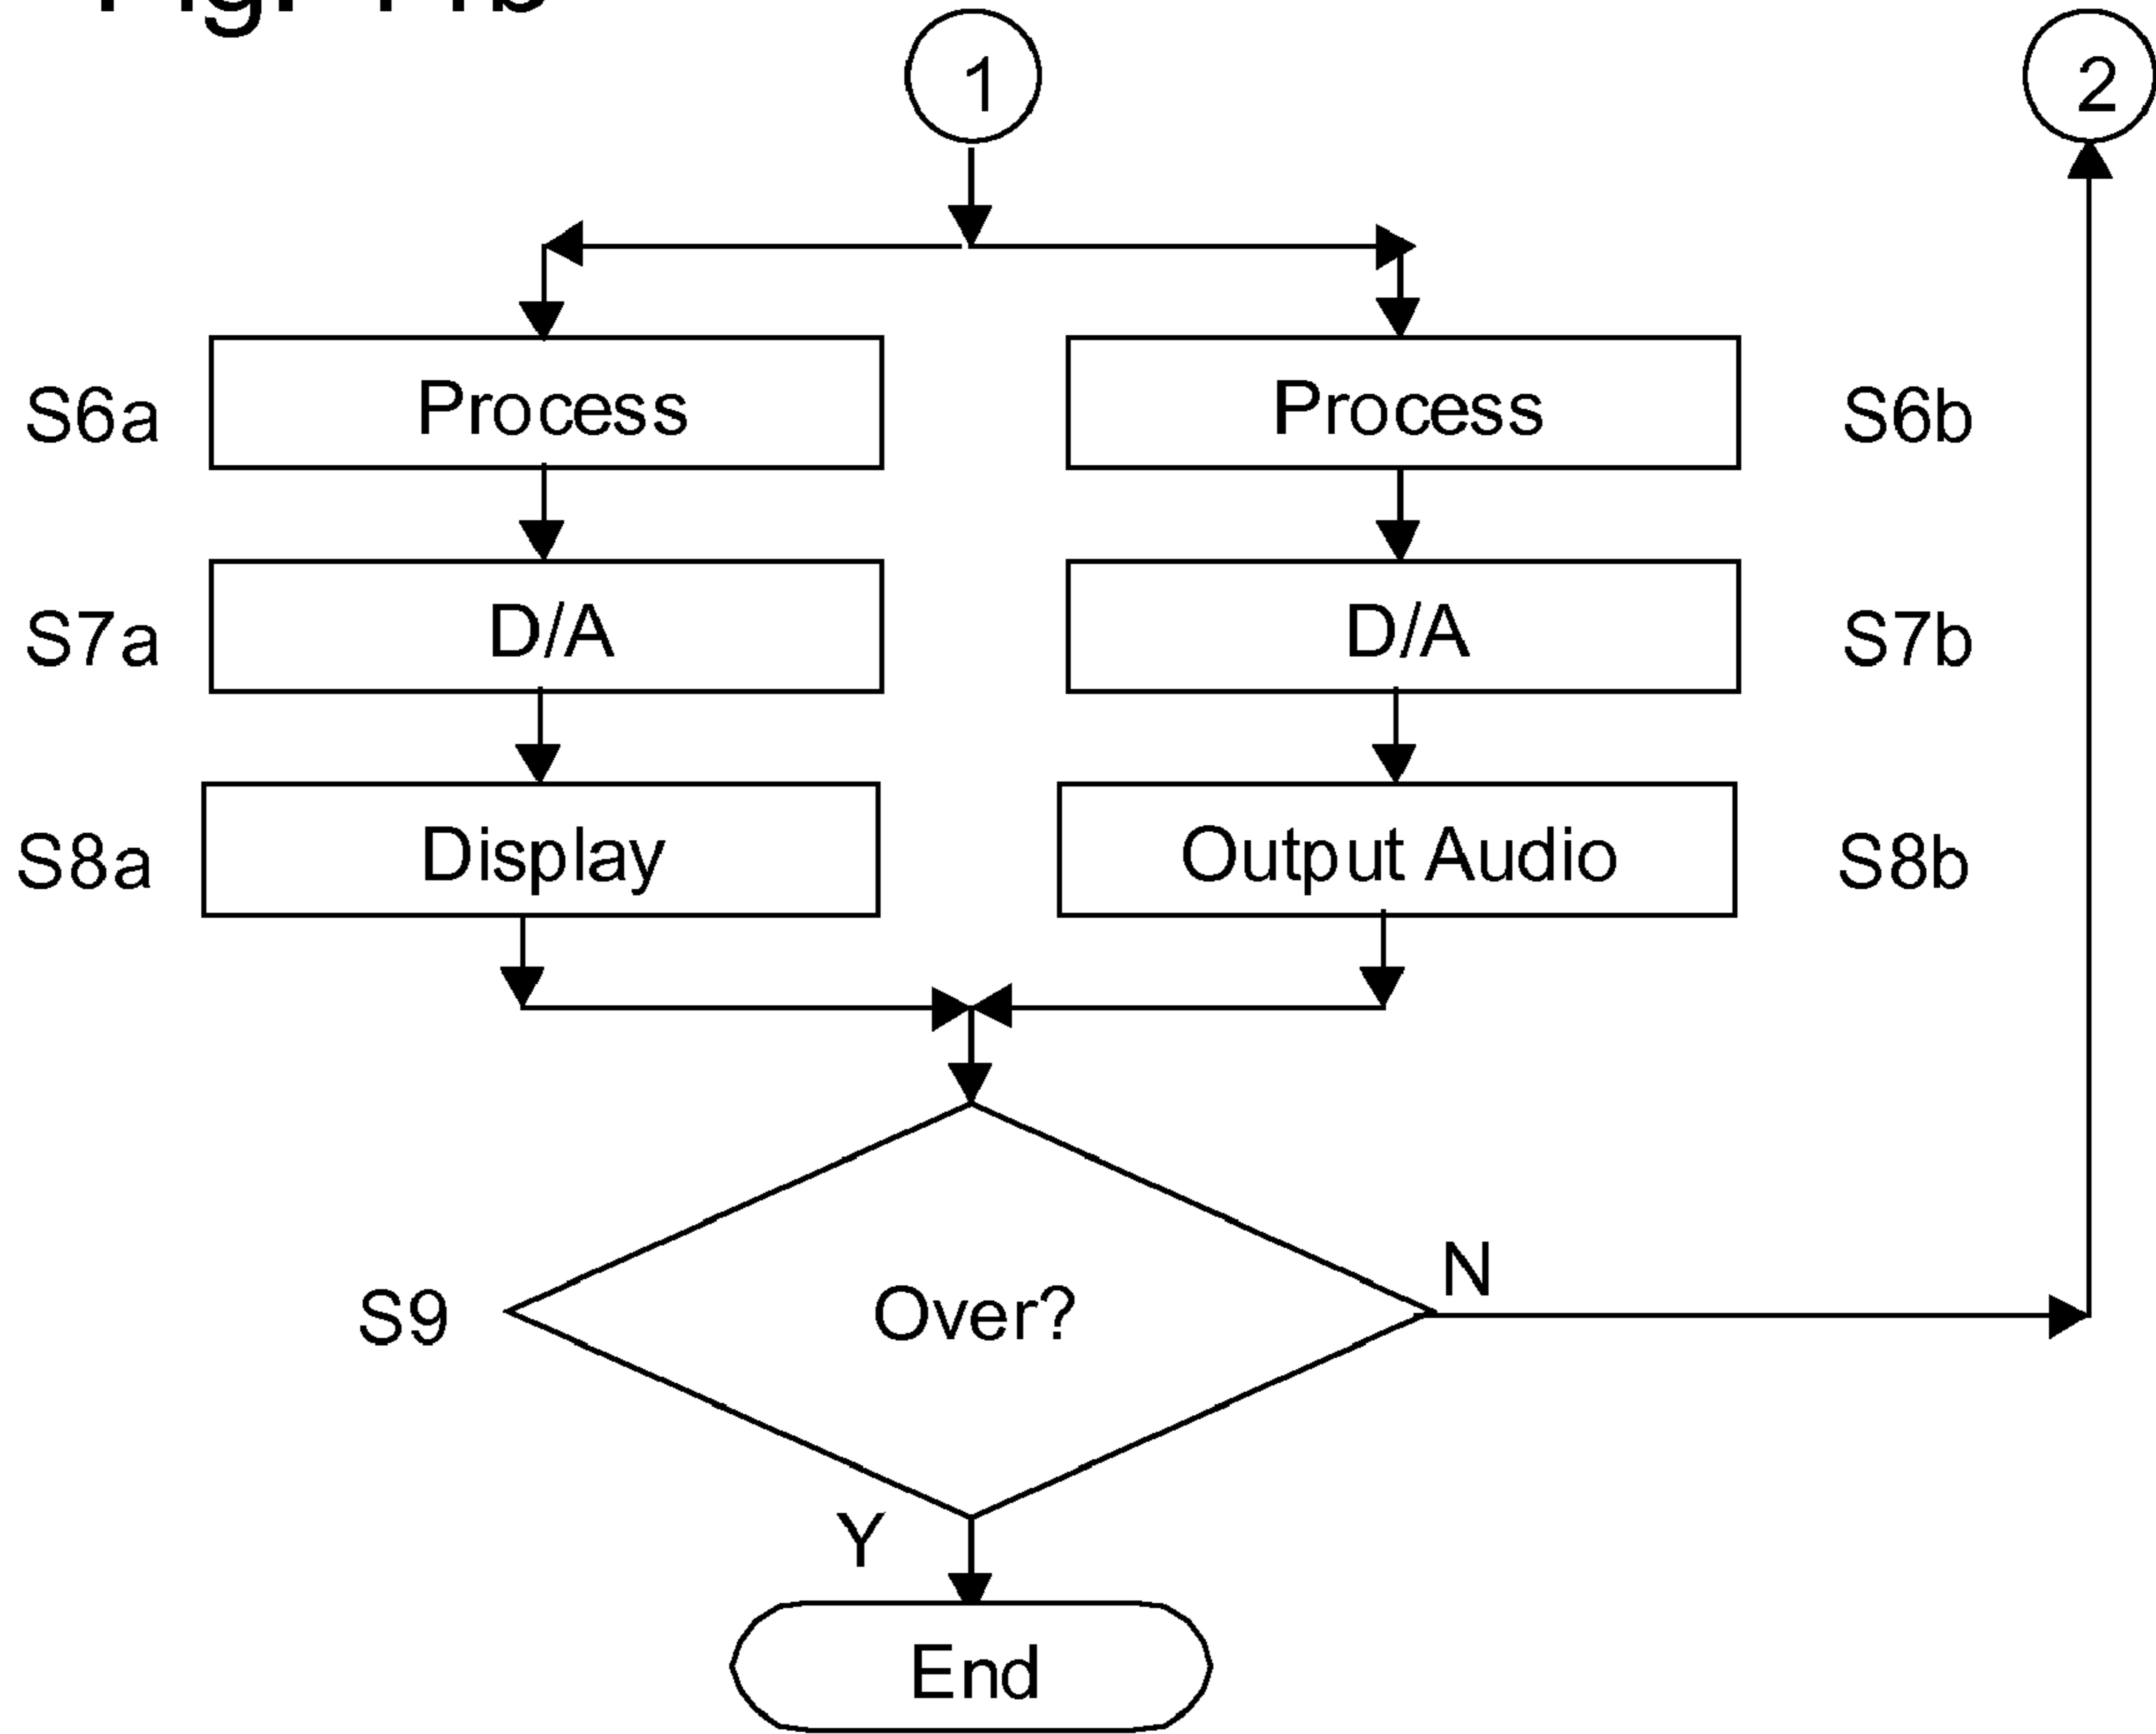 1
2
S6a
Process
Process
S6b
S7a
D/A
D/A
S7b
S8a
Display
Output Audio
S8b
S9
Over?
N
Y
End